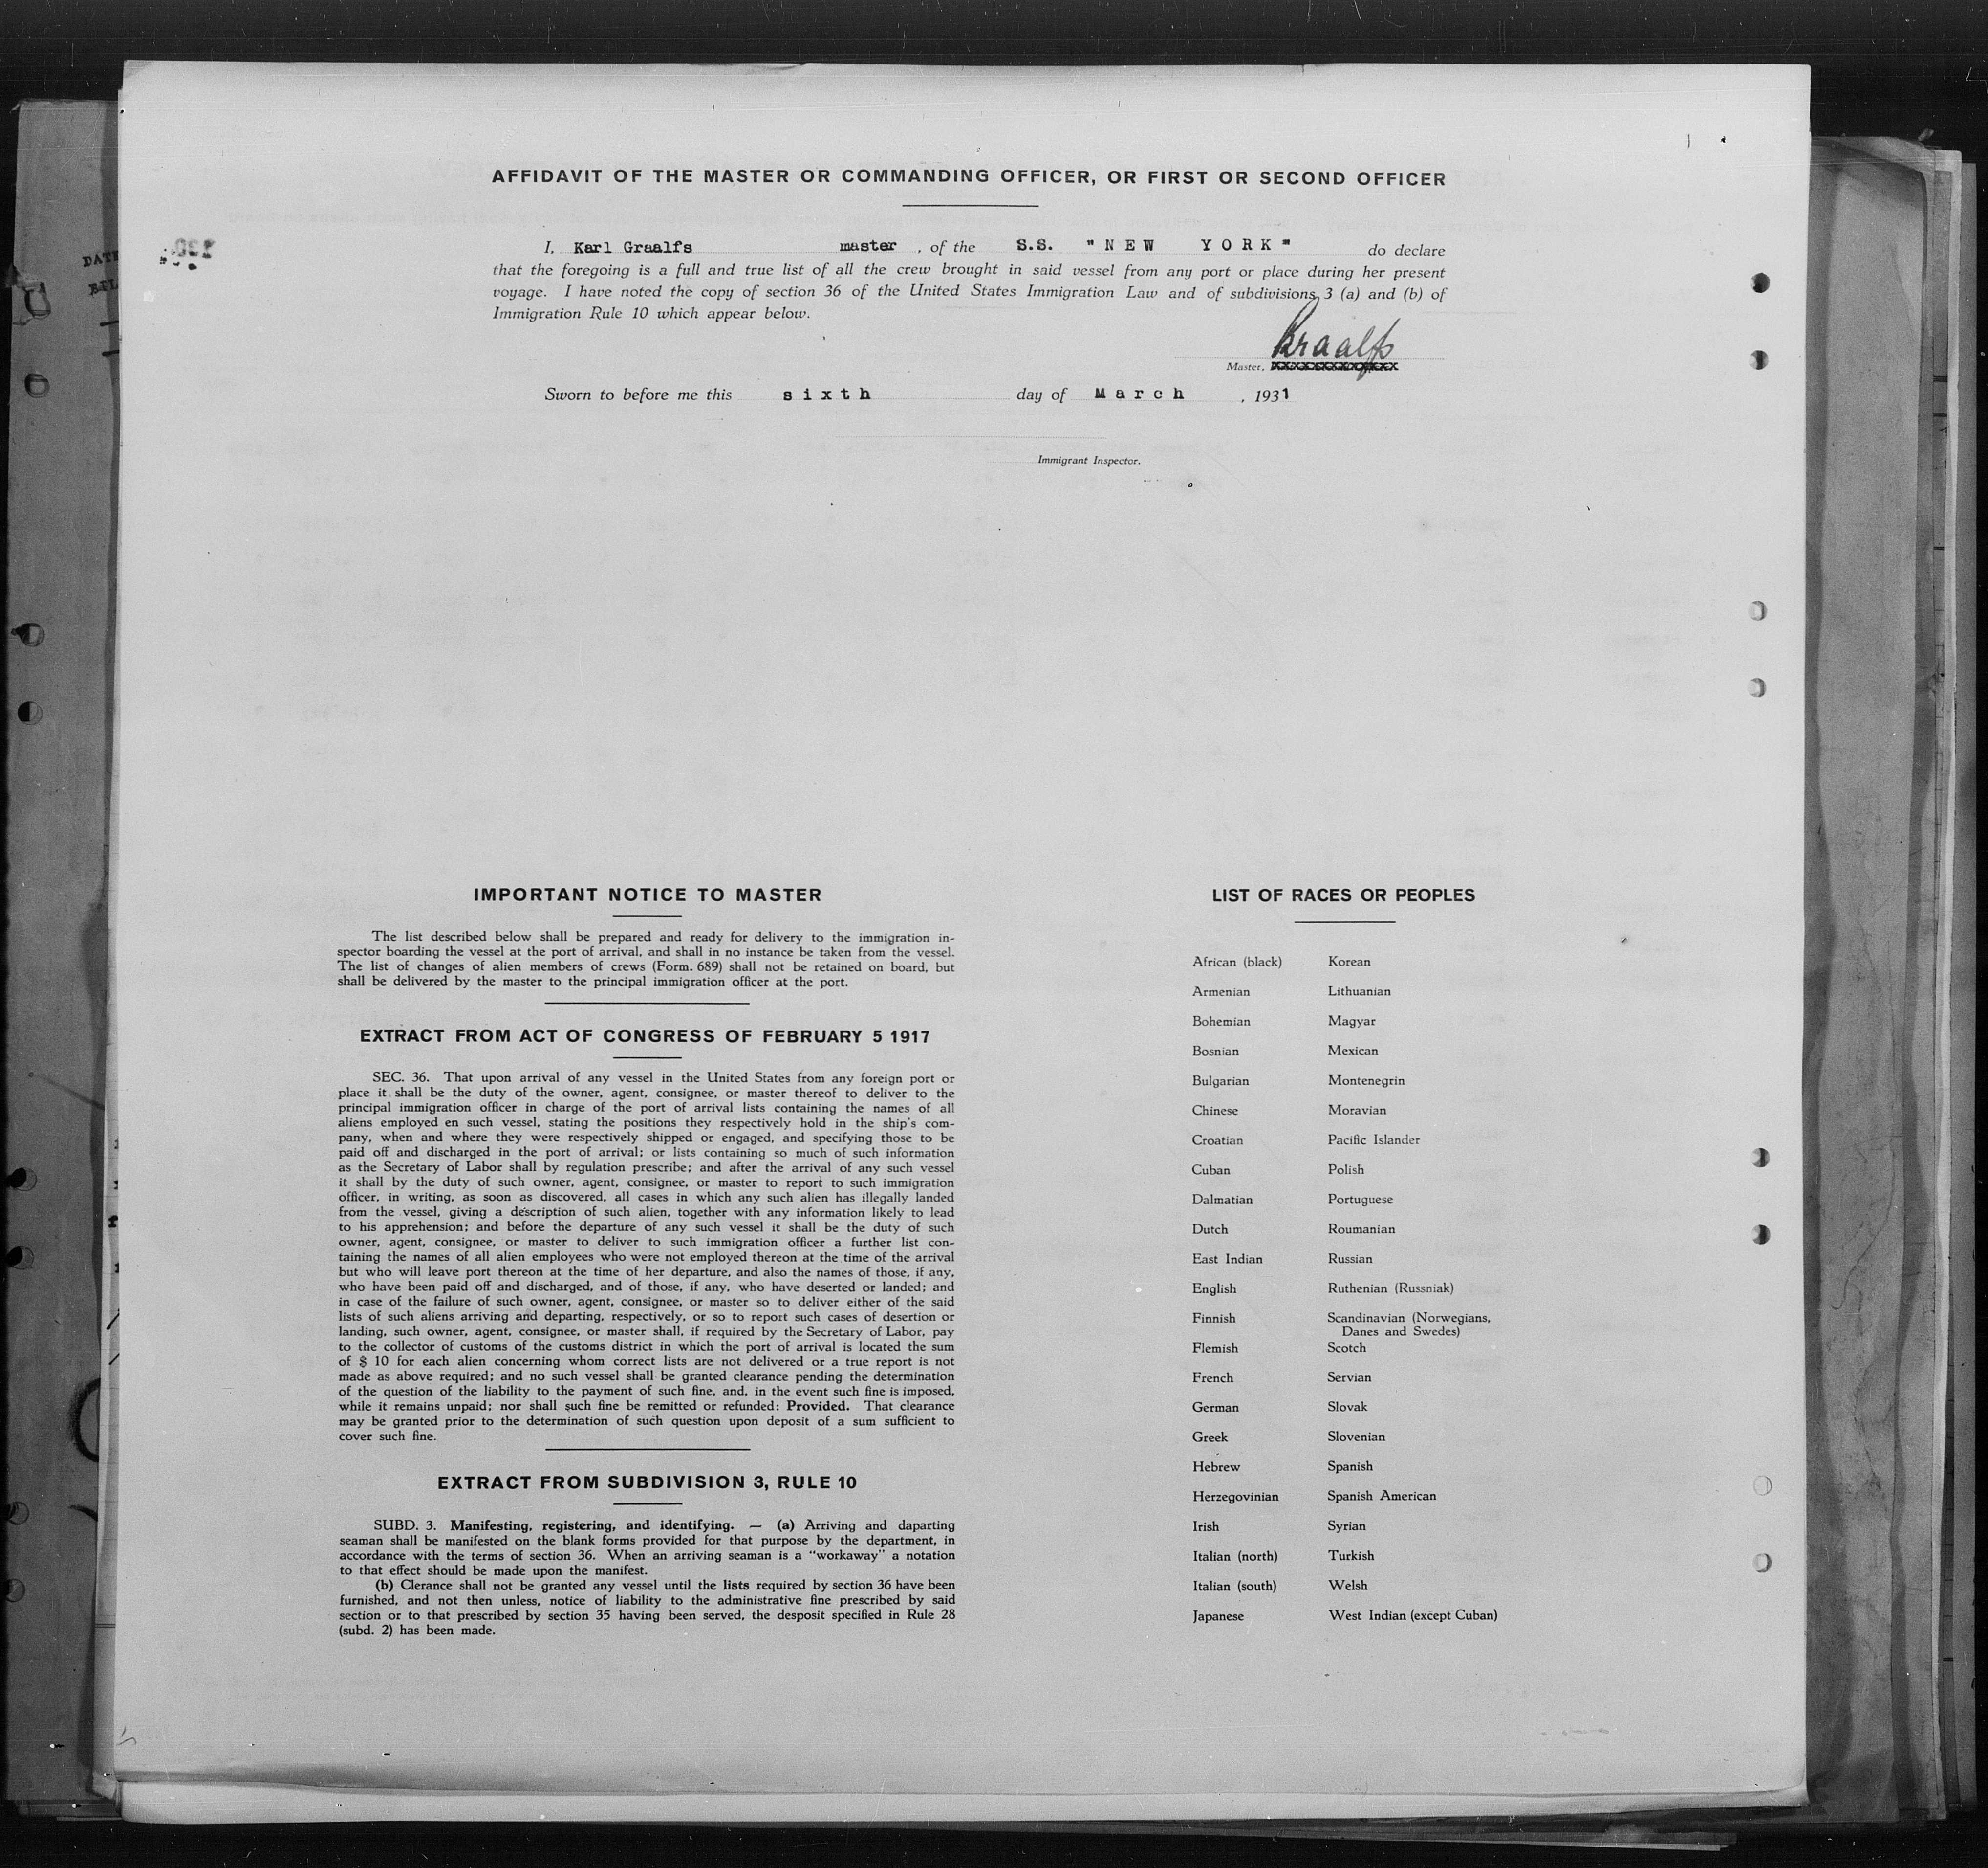 AFFIDAVIT OF THE MASTER OR COMMANDING OFFICER, OR FIRST OR SECOND OFFICER
I, Karl Graalfs master , of the S.S. "NEW YORK" do declare
that the foregoing is a full and true list of all the crew brought in said vessel from any port or place during her present
voyage. I have noted the copy of section 36 of the United States Immigration Law and of subdivisions 3 (a) and (b) of
Immigration Rule 10 which appear below.
Graalfs
Master, xxxxxxxxxxxxx
Sworn to before me this sixth day of March , 1931
Immigrant Inspector.
IMPORTANT NOTICE TO MASTER
The list described below shall be prepared and ready for delivery to the immigration in-
spector boarding the vessel at the port of arrival, and shall in no instance be taken from the vessel.
The list of changes of alien members of crews (Form. 689) shall not be retained on board, but
shall be delivered by the master to the principal immigration officer at the port.
EXTRACT FROM ACT OF CONGRESS OF FEBRUARY 5 1917
SEC. 36. That upon arrival of any vessel in the United States from any foreign port or
place it shall be the duty of the owner, agent, consignee, or master thereof to deliver to the
principal immigration officer in charge of the port of arrival lists containing the names of all
aliens employed en such vessel, stating the positions they respectively hold in the ship's com-
pany, when and where they were respectively shipped or engaged, and specifying those to be
paid off and discharged in the port of arrival; or lists containing so much of such information
as the Secretary of Labor shall by regulation prescribe; and after the arrival of any such vessel
it shall by the duty of such owner, agent, consignee, or master to report to such immigration
officer, in writing, as soon as discovered, all cases in which any such alien has illegally landed
from the vessel, giving a description of such alien, together with any information likely to lead
to his apprehension; and before the departure of any such vessel it shall be the duty of such
owner, agent, consignee, or master to deliver to such immigration officer a further list con-
taining the names of all alien employees who were not employed thereon at the time of the arrival
but who will leave port thereon at the time of her departure, and also the names of those, if any,
who have been paid off and discharged, and of those, if any, who have deserted or landed; and
in case of the failure of such owner, agent, consignee, or master so to deliver either of the said
lists of such aliens arriving and departing, respectively, or so to report such cases of desertion or
landing, such owner, agent, consignee, or master shall, if required by the Secretary of Labor, pay
to the collector of customs of the customs district in which the port of arrival is located the sum
of $ 10 for each alien concerning whom correct lists are not delivered or a true report is not
made as above required; and no such vessel shall be granted clearance pending the determination
of the question of the liability to the payment of such fine, and, in the event such fine is imposed,
while it remains unpaid; nor shall such fine be remitted or refunded: Provided. That clearance
may be granted prior to the determination of such question upon deposit of a sum sufficient to
cover such fine.
EXTRACT FROM SUBDIVISION 3, RULE 10
SUBD. 3. Manifesting, registering, and identifying. — (a) Arriving and daparting
seaman shall be manifested on the blank forms provided for that purpose by the department, in
accordance with the terms of section 36. When an arriving seaman is a "workaway" a notation
to that effect should be made upon the manifest.
(b) Clerance shall not be granted any vessel until the lists required by section 36 have been
furnished, and not then unless, notice of liability to the administrative fine prescribed by said
section or to that prescribed by section 35 having been served, the desposit specified in Rule 28
(subd. 2) has been made.
LIST OF RACES OR PEOPLES
African (black) Korean
Armenian Lithuanian
Bohemian Magyar
Bosnian Mexican
Bulgarian Montenegrin
Chinese Moravian
Croatian Pacific Islander
Cuban Polish
Dalmatian Portuguese
Dutch Roumanian
East Indian Russian
English Ruthenian (Russniak)
Finnish Scandinavian (Norwegians,
Danes and Swedes)
Flemish Scotch
French Servian
German Slovak
Greek Slovenian
Hebrew Spanish
Herzegovinian Spanish American
Irish Syrian
Italian (north) Turkish
Italian (south) Welsh
Japanese West Indian (except Cuban)